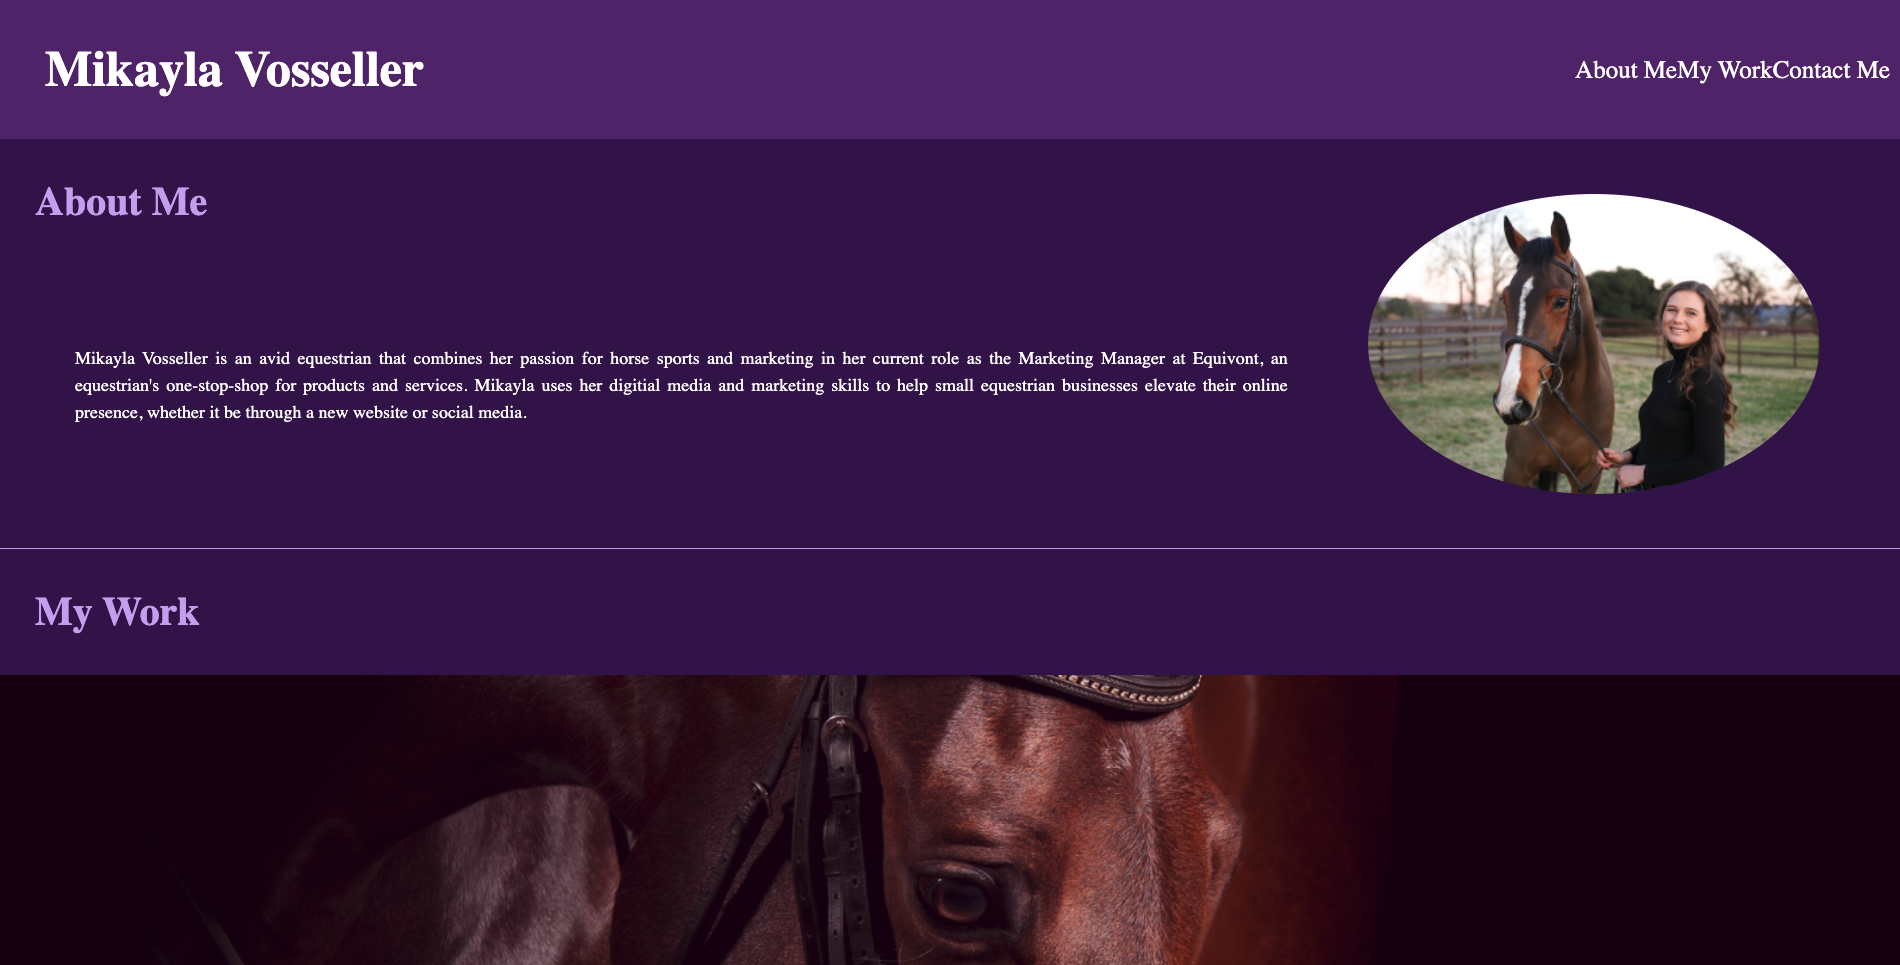 Mikayla Vosseller
About MeMy WorkContact Me
About Me
Mikayla Vosseller is an avid equestrian that combines her passion for horse sports and marketing in her current role as the Marketing Manager at Equivont, an
equestrian's one-stop-shop for products and services. Mikayla uses her digitial media and marketing skills to help small equestrian businesses elevate their online
presence, whether it be through a new website or social media.
My Work